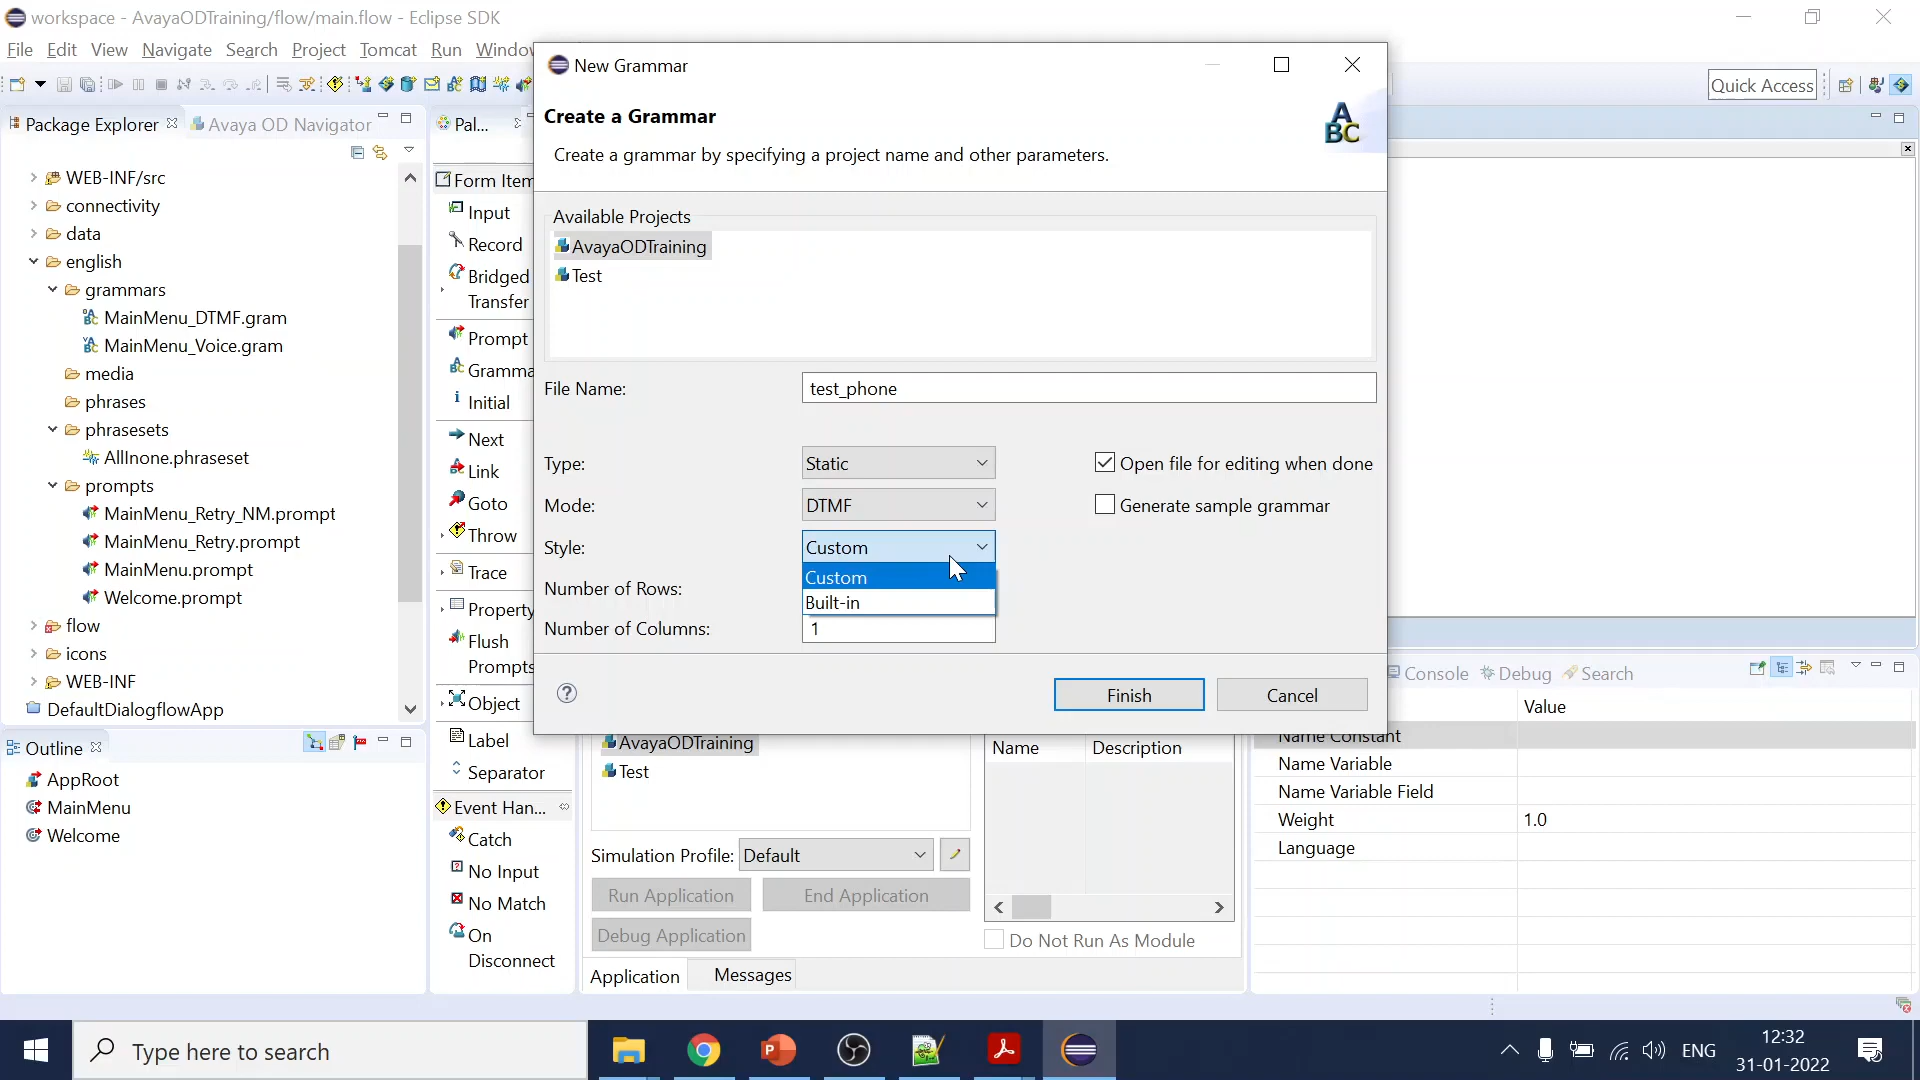 workspace - AvayaODTraining/flow/main.flow - Eclipse SDK
File Edit View Navigate Search Project Tomcat Run
Quick Access
Package Explorer
Avaya OD Navigator
WEB-INF/src
connectivity
data
english
grammars
MainMenu_DTMF.gram
MainMenu_Voice.gram
media
phrases
phrasesets
AllInone.phraseset
prompts
MainMenu_Retry_NM.prompt
MainMenu_Retry.prompt
MainMenu.prompt
Welcome.prompt
flow
icons
WEB-INF
DefaultDialogflowApp
Outline
AppRoot
MainMenu
Welcome
Pal...
Form Item
Input
Record
Bridged
Transfer
Prompt
Gramma
Initial
Next
Link
Goto
Throw
Trace
Property
Flush
Prompts
Object
Label
Separator
Event Han...
Catch
No Input
No Match
On
Disconnect
New Grammar
Create a Grammar
Create a grammar by specifying a project name and other parameters.
ABC
Available Projects
AvayaODTraining
Test
File Name: test_phone
Type: Static
Open file for editing when done
Mode: DTMF
Generate sample grammar
Style: Custom
Custom
Built-in
Number of Rows:
Number of Columns: 1
Finish Cancel
AvayaODTraining
Test
Simulation Profile: Default
Run Application
End Application
Debug Application
Name Description
Do Not Run As Module
Application Messages
Console Debug Search
Value
Name Constant
Name Variable
Name Variable Field
Weight 1.0
Language
Type here to search
ENG
12:32
31-01-2022